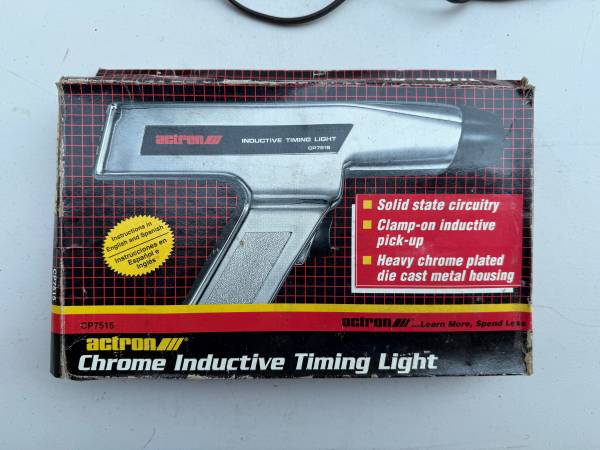 Light
actron
INDUCTIVE TIMING LIGHT
CP7515
Solid state circuitry
Clamp-on inductive
pick-up
Heavy chrome plated
die cast metal housing
Instructions in
English and Spanish
Instrucciones en
Español e
Inglés
CP7515
CP7515
actron ...Learn More, Spend Less
actron
Chrome Inductive Timing Light